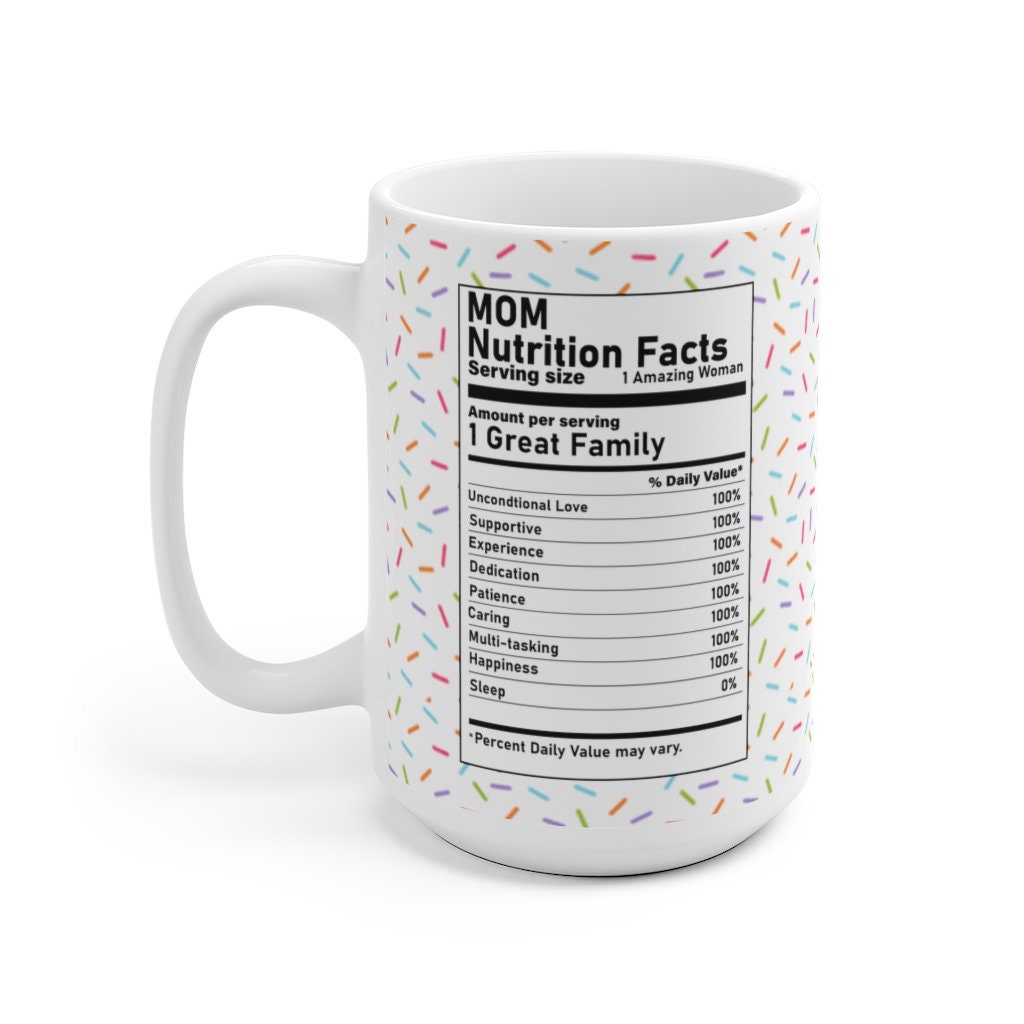 MOM
Nutrition Facts
Serving size 1 Amazing Woman
Amount per serving
1 Great Family
% Daily Value*
Uncondtional Love 100%
Supportive 100%
Experience 100%
Dedication 100%
Patience 100%
Caring 100%
Multi-tasking 100%
Happiness 100%
Sleep 0%
*Percent Daily Value may vary.